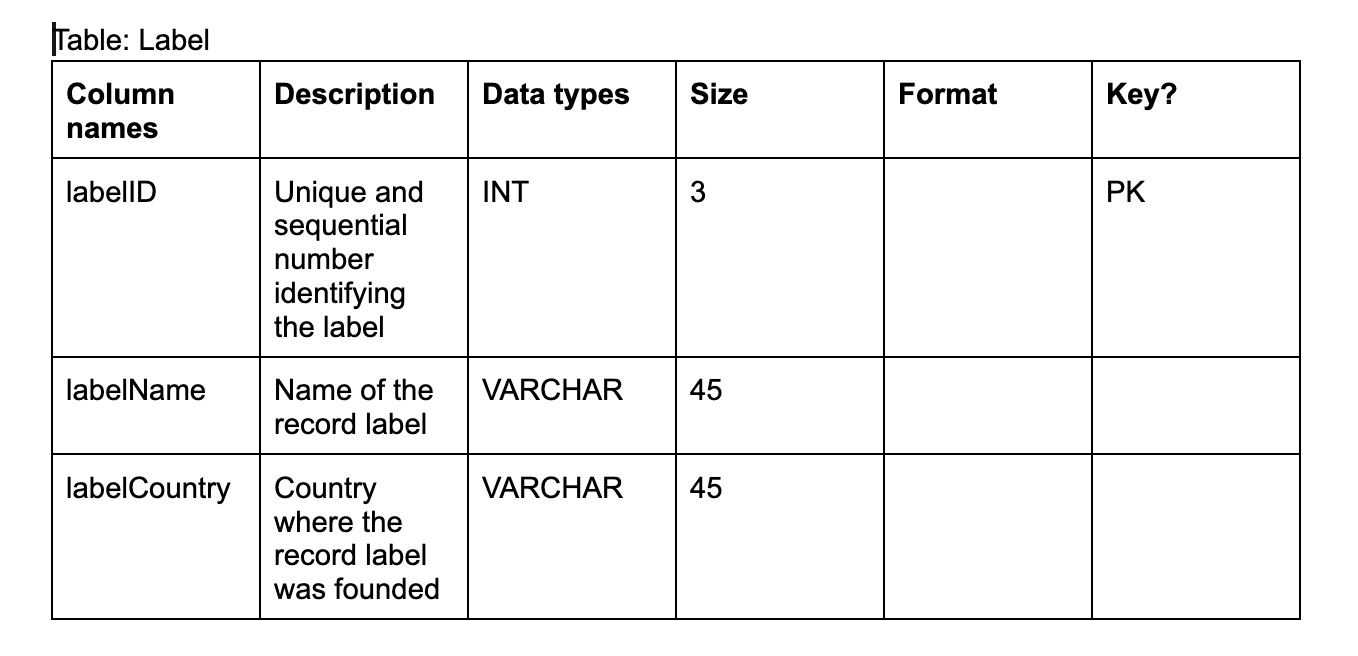 Table: Label
Column names | Description | Data types | Size | Format | Key?
labelID | Unique and sequential number identifying the label | INT | 3 | | PK
labelName | Name of the record label | VARCHAR | 45 | |
labelCountry | Country where the record label was founded | VARCHAR | 45 | |